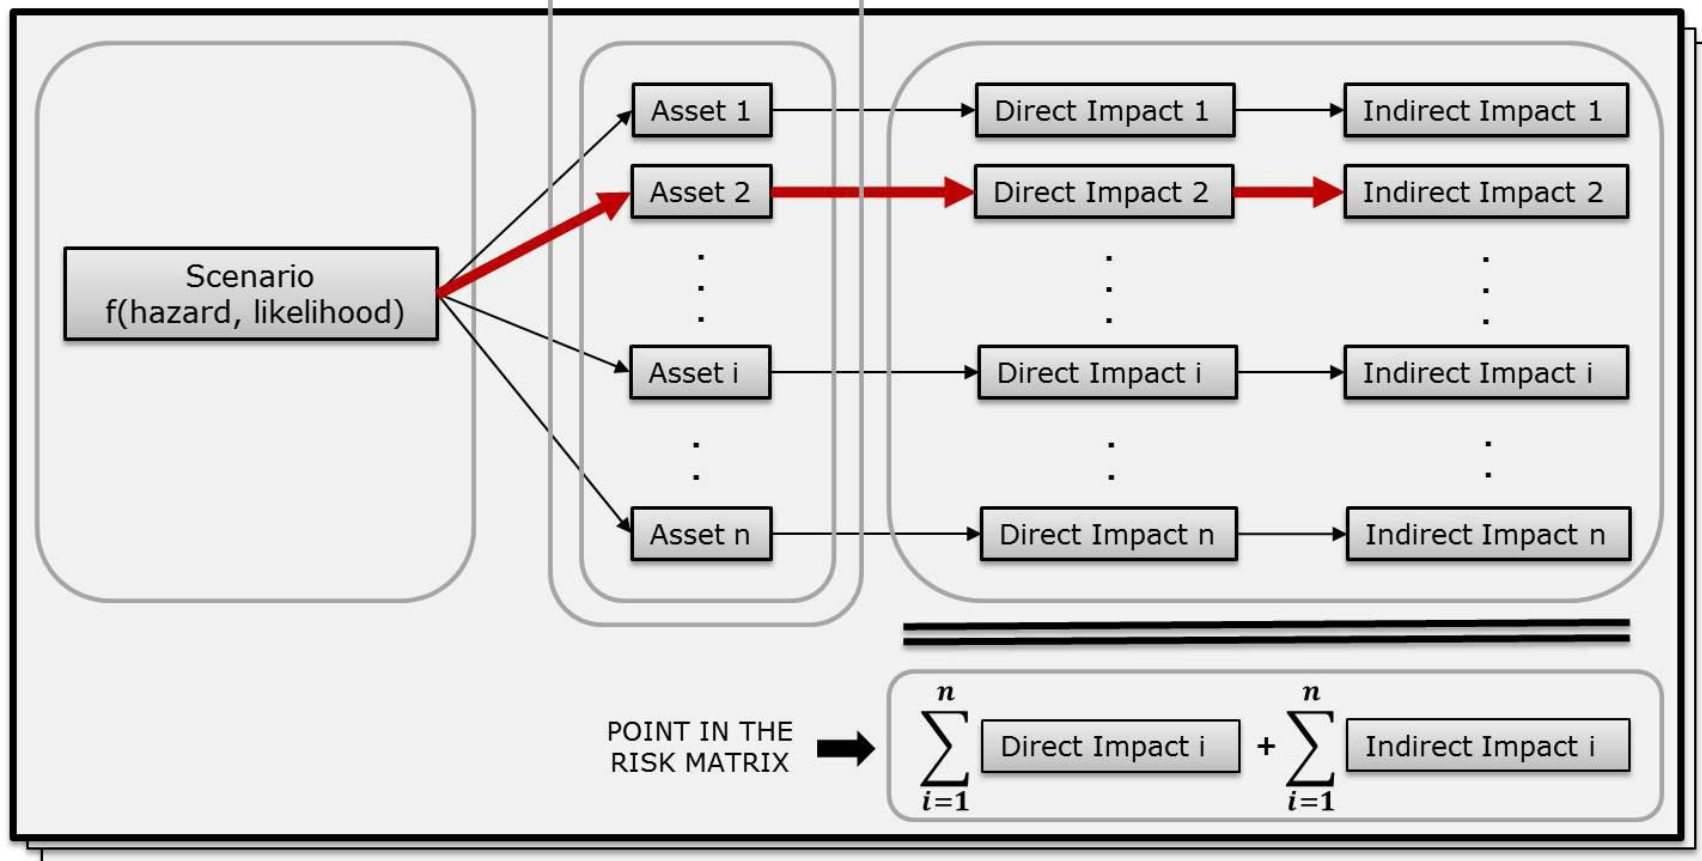 Asset 1
Direct Impact 1
Indirect Impact 1
Asset 2
Direct Impact 2
Indirect Impact 2
Scenario
f(hazard, likelihood)
Asset i
Direct Impact i
Indirect Impact i
Asset n
Direct Impact n
Indirect Impact n
POINT IN THE
RISK MATRIX
n
∑
i=1
Direct Impact i
+
n
∑
i=1
Indirect Impact i